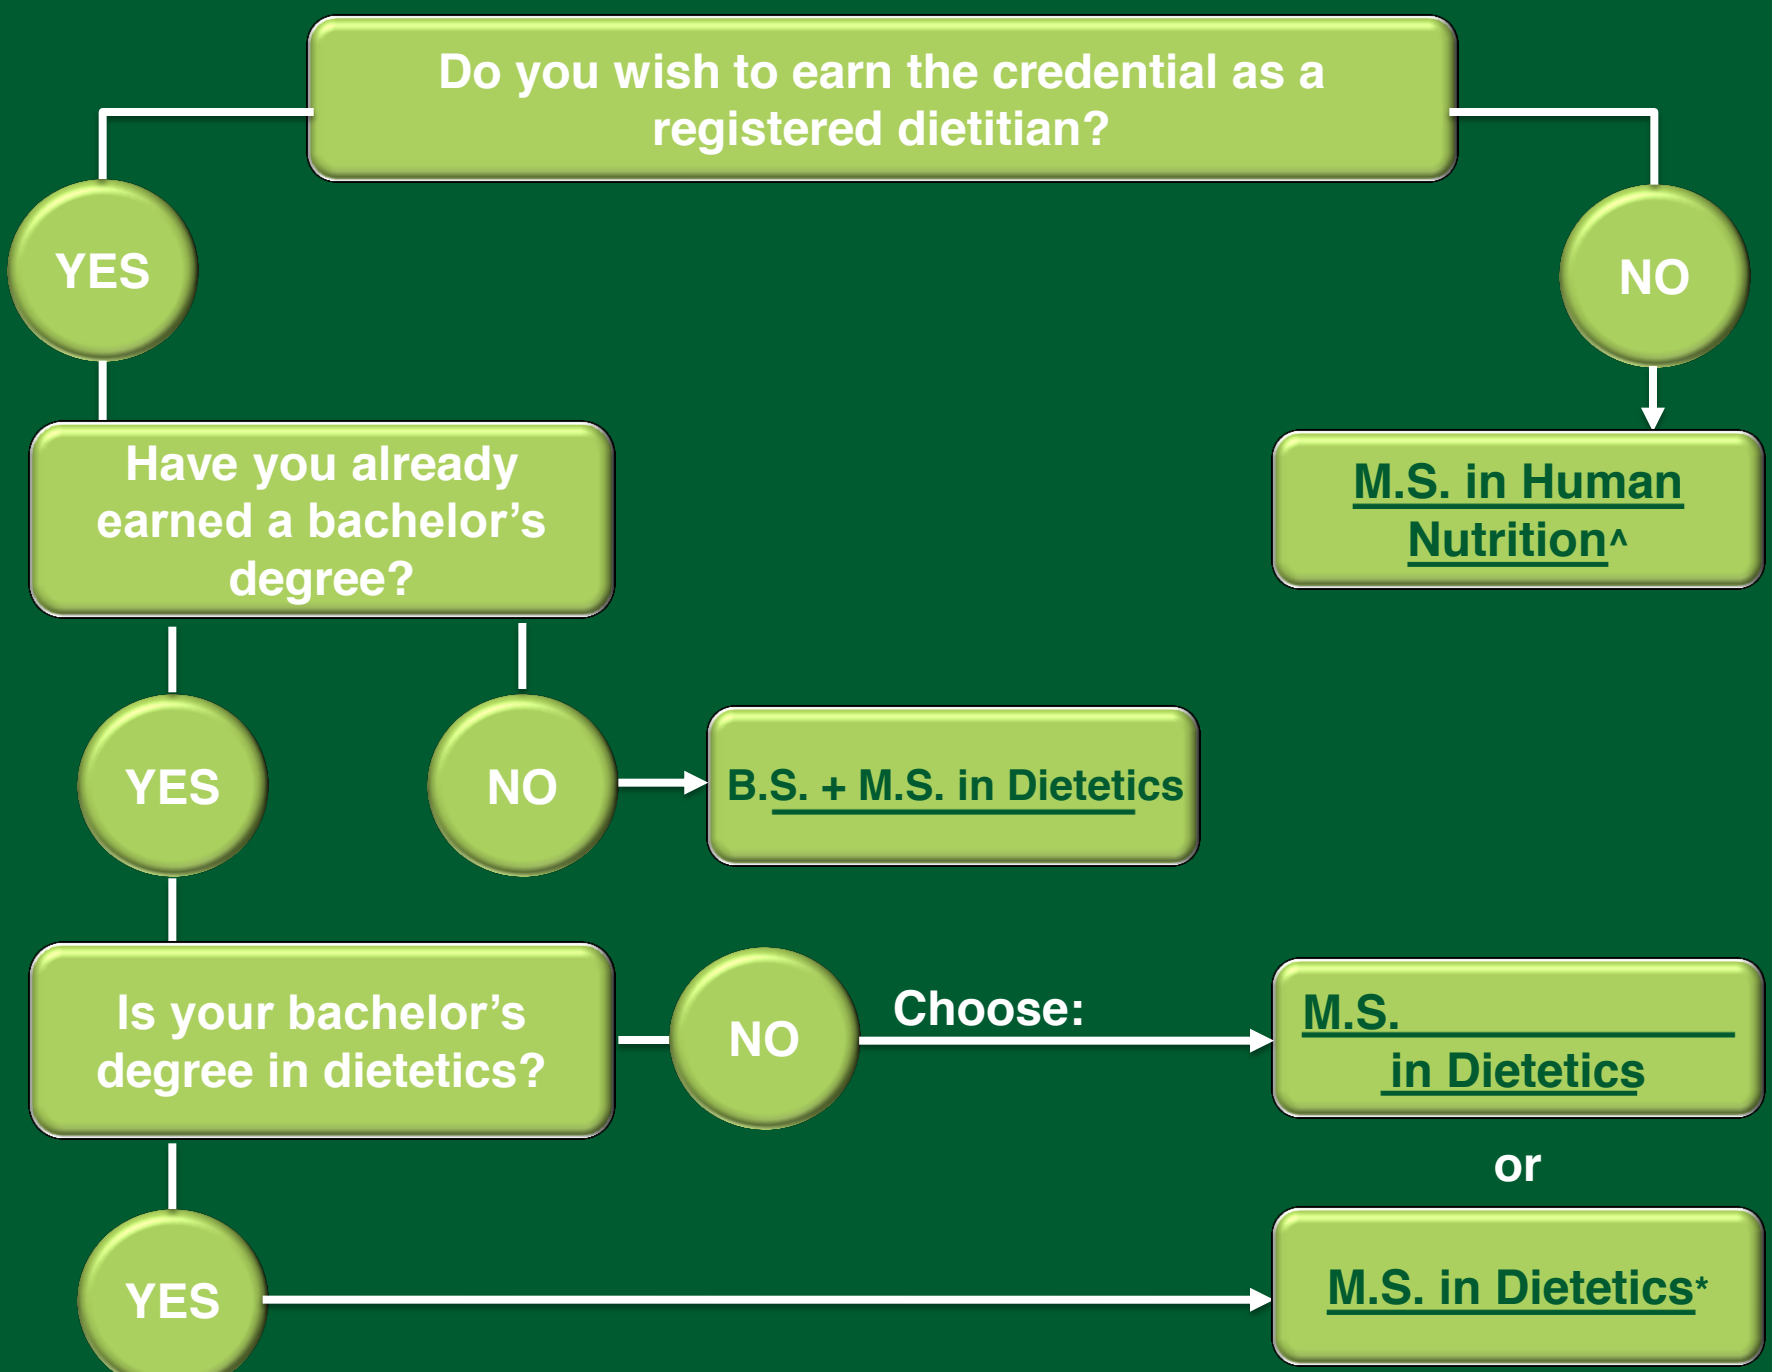 Do you wish to earn the credential as a
registered dietitian?
YES
NO
Have you already
earned a bachelor’s
degree?
M.S. in Human
Nutrition^
YES
NO
B.S. + M.S. in Dietetics
Is your bachelor’s
degree in dietetics?
NO
Choose:
M.S.
in Dietetics
or
YES
M.S. in Dietetics*